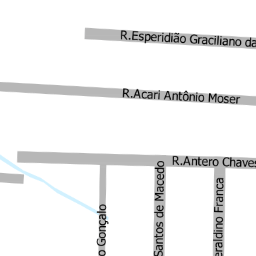 R.Esperidião Graciliano da
R.Acari Antônio Moser
R.Antero Chaves
o Gonçalo
Santos de Macedo
eraldino Franca